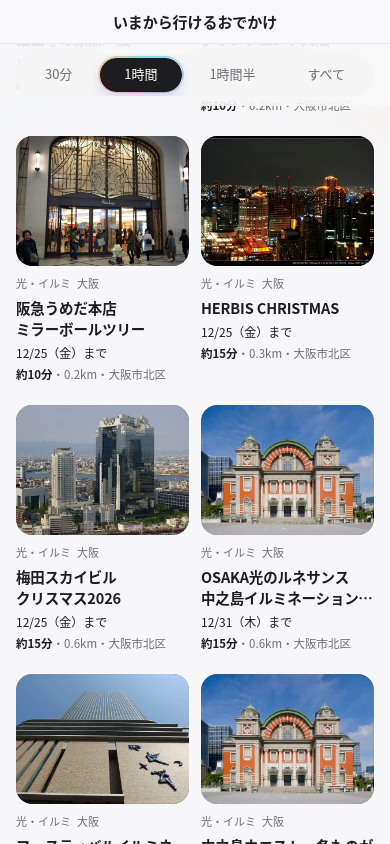 いまから行けるおでかけ
30分
1時間
1時間半
すべて
約10分・0.2km・大阪市北区
光・イルミ 大阪
阪急うめだ本店
ミラーボールツリー
12/25（金）まで
約10分・0.2km・大阪市北区
光・イルミ 大阪
HERBIS CHRISTMAS
12/25（金）まで
約15分・0.3km・大阪市北区
光・イルミ 大阪
梅田スカイビル
クリスマス2026
12/25（金）まで
約15分・0.6km・大阪市北区
光・イルミ 大阪
OSAKA光のルネサンス
中之島イルミネーション…
12/31（木）まで
約15分・0.6km・大阪市北区
光・イルミ 大阪
光・イルミ 大阪